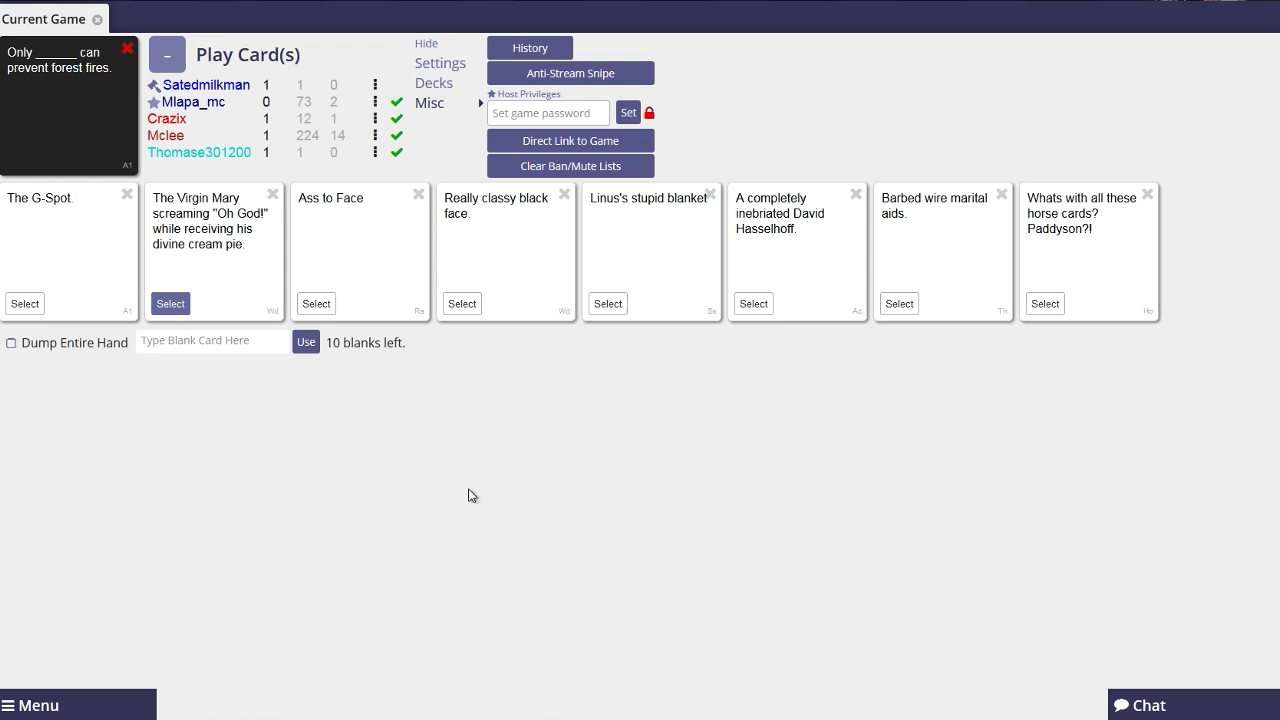 Current Game
Only ______ can
prevent forest fires.
A1
–
Play Card(s)
Satedmilkman 1 1 0
Mlapa_mc 0 73 2
Crazix 1 12 1
Mclee 1 224 14
Thomase301200 1 1 0
Hide
Settings
Decks
Misc
History
Anti-Stream Snipe
Host Privileges
Set game password
Set
Direct Link to Game
Clear Ban/Mute Lists
The G-Spot.
Select
A1
The Virgin Mary
screaming "Oh God!"
while receiving his
divine cream pie.
Select
Wd
Ass to Face
Select
Ra
Really classy black
face.
Select
Wd
Linus's stupid blanket
Select
Ss
A completely
inebriated David
Hasselhoff.
Select
Barbed wire marital
aids.
Select
Th
Whats with all these
horse cards?
Paddyson?!
Select
Ho
Dump Entire Hand
Type Blank Card Here
Use
10 blanks left.
Menu
Chat